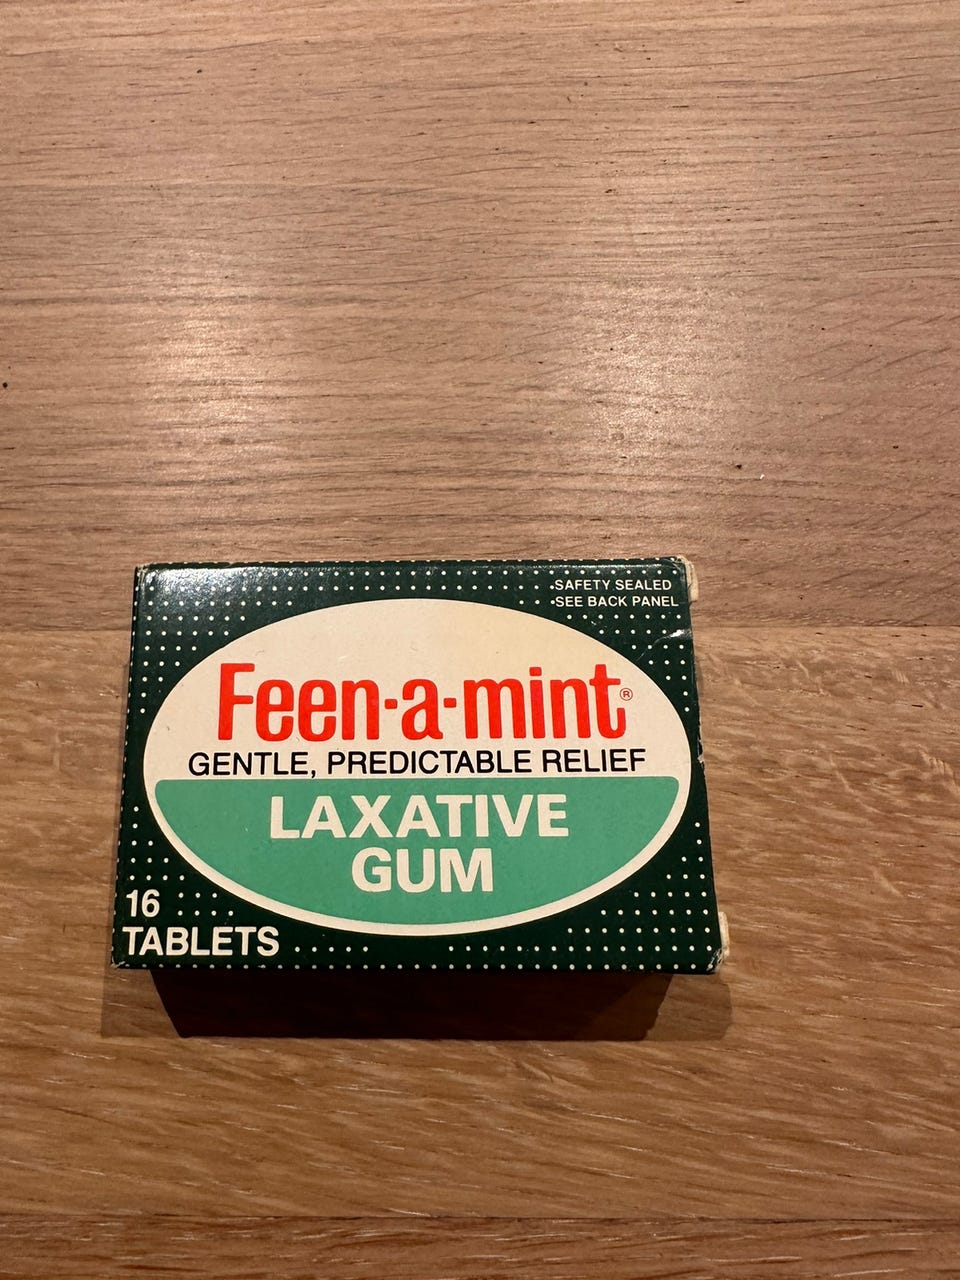 SAFETY SEALED
SEE BACK PANEL
Feen-a-mint®
GENTLE, PREDICTABLE RELIEF
LAXATIVE
GUM
16
TABLETS